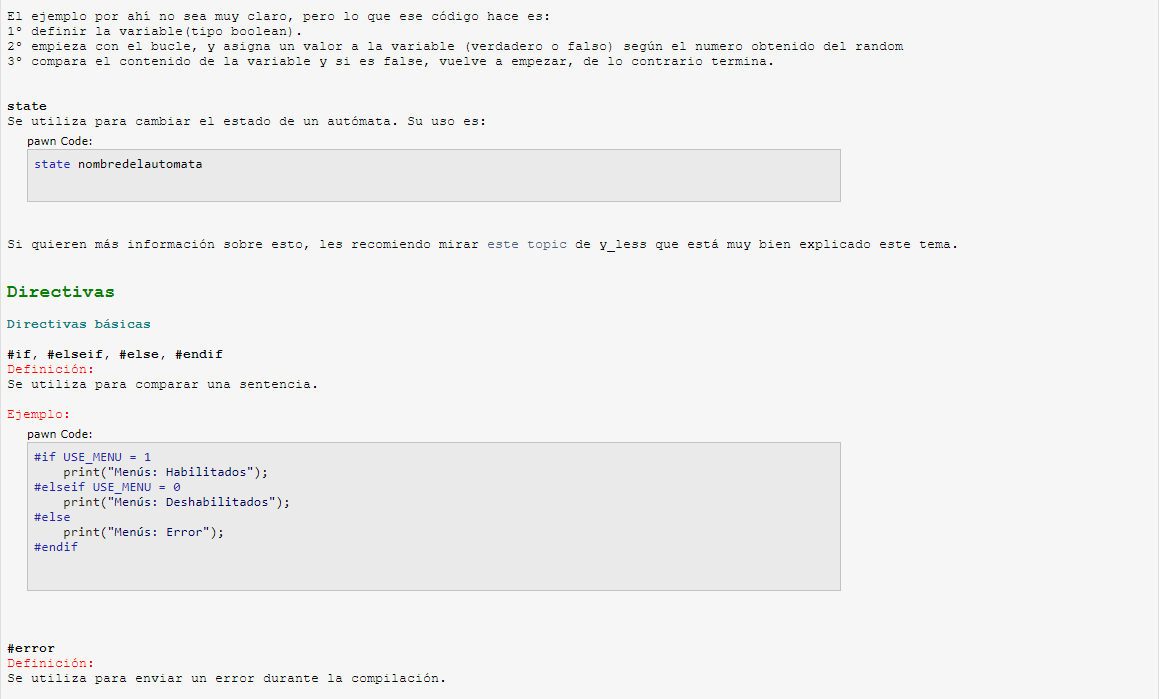 El ejemplo por ahí no sea muy claro, pero lo que ese código hace es:
1º definir la variable(tipo boolean).
2º empieza con el bucle, y asigna un valor a la variable (verdadero o falso) según el numero obtenido del random
3º compara el contenido de la variable y si es false, vuelve a empezar, de lo contrario termina.
state
Se utiliza para cambiar el estado de un autómata. Su uso es:
pawn Code:
state nombredelautomata
Si quieren más información sobre esto, les recomiendo mirar este topic de y_less que está muy bien explicado este tema.
Directivas
Directivas básicas
#if, #elseif, #else, #endif
Definición:
Se utiliza para comparar una sentencia.
Ejemplo:
pawn Code:
#if USE_MENU = 1
    print("Menús: Habilitados");
#elseif USE_MENU = 0
    print("Menús: Deshabilitados");
#else
    print("Menús: Error");
#endif
#error
Definición:
Se utiliza para enviar un error durante la compilación.